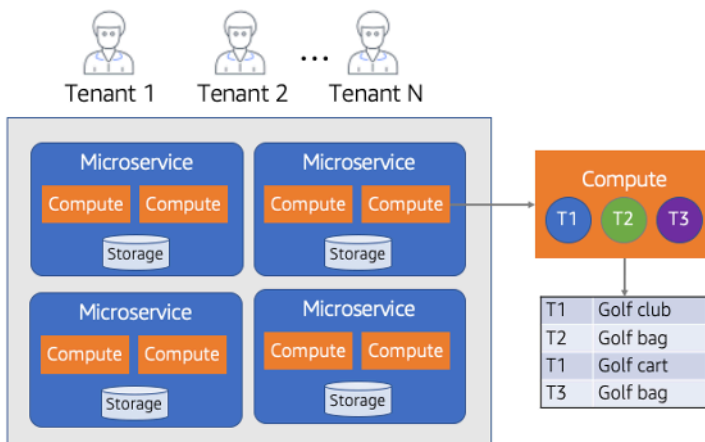 Tenant 1 Tenant 2 ... Tenant N
Microservice
Compute Compute
Storage
Microservice
Compute Compute
Storage
Microservice
Compute Compute
Storage
Microservice
Compute Compute
Storage
Compute
T1 T2 T3
T1 Golf club
T2 Golf bag
T1 Golf cart
T3 Golf bag